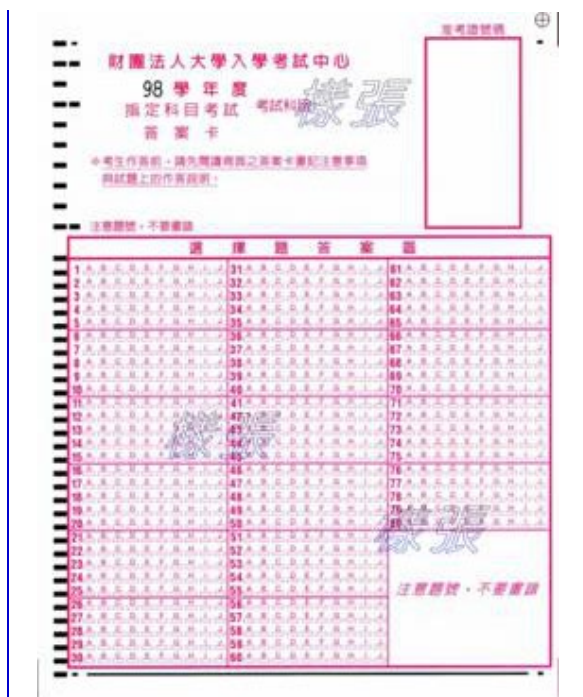 准考證號碼
財團法人大學入學考試中心
98 學 年 度
指定科目考試 考試科目
答 案 卡
樣張
※考生作答前，請先閱讀背面之答案卡畫記注意事項
與試題上的作答說明。
注意題號，不要畫錯
選 擇 題 答 案 區
1 A B C D E F G H I J 31 A B C D E F G H I J 61 A B C D E F G H I J
2 A B C D E F G H I J 32 A B C D E F G H I J 62 A B C D E F G H I J
3 A B C D E F G H I J 33 A B C D E F G H I J 63 A B C D E F G H I J
4 A B C D E F G H I J 34 A B C D E F G H I J 64 A B C D E F G H I J
5 A B C D E F G H I J 35 A B C D E F G H I J 65 A B C D E F G H I J
6 A B C D E F G H I J 36 A B C D E F G H I J 66 A B C D E F G H I J
7 A B C D E F G H I J 37 A B C D E F G H I J 67 A B C D E F G H I J
8 A B C D E F G H I J 38 A B C D E F G H I J 68 A B C D E F G H I J
9 A B C D E F G H I J 39 A B C D E F G H I J 69 A B C D E F G H I J
10 A B C D E F G H I J 40 A B C D E F G H I J 70 A B C D E F G H I J
11 A B C D E F G H I J 41 A B C D E F G H I J 71 A B C D E F G H I J
12 A B C D E F G H I J 42 A B C D E F G H I J 72 A B C D E F G H I J
13 A B C D E F G H I J 43 A B C D E F G H I J 73 A B C D E F G H I J
14 A B C D E F G H I J 44 A B C D E F G H I J 74 A B C D E F G H I J
15 A B C D E F G H I J 45 A B C D E F G H I J 75 A B C D E F G H I J
樣張
16 A B C D E F G H I J 46 A B C D E F G H I J 76 A B C D E F G H I J
17 A B C D E F G H I J 47 A B C D E F G H I J 77 A B C D E F G H I J
18 A B C D E F G H I J 48 A B C D E F G H I J 78 A B C D E F G H I J
19 A B C D E F G H I J 49 A B C D E F G H I J 79 A B C D E F G H I J
20 A B C D E F G H I J 50 A B C D E F G H I J 80 A B C D E F G H I J
樣張
21 A B C D E F G H I J 51 A B C D E F G H I J
22 A B C D E F G H I J 52 A B C D E F G H I J
23 A B C D E F G H I J 53 A B C D E F G H I J
24 A B C D E F G H I J 54 A B C D E F G H I J
25 A B C D E F G H I J 55 A B C D E F G H I J
注意題號，不要畫錯
26 A B C D E F G H I J 56 A B C D E F G H I J
27 A B C D E F G H I J 57 A B C D E F G H I J
28 A B C D E F G H I J 58 A B C D E F G H I J
29 A B C D E F G H I J 59 A B C D E F G H I J
30 A B C D E F G H I J 60 A B C D E F G H I J